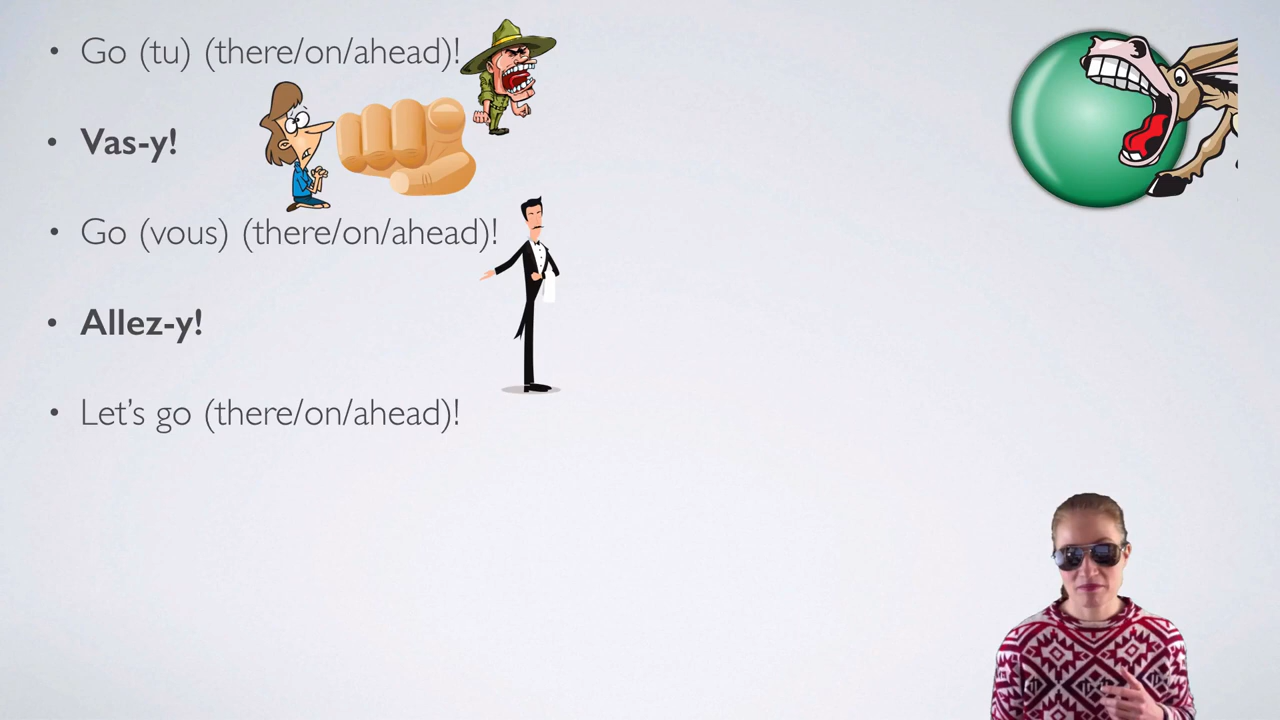 • Go (tu) (there/on/ahead)!
• Vas-y!
• Go (vous) (there/on/ahead)!
• Allez-y!
• Let’s go (there/on/ahead)!